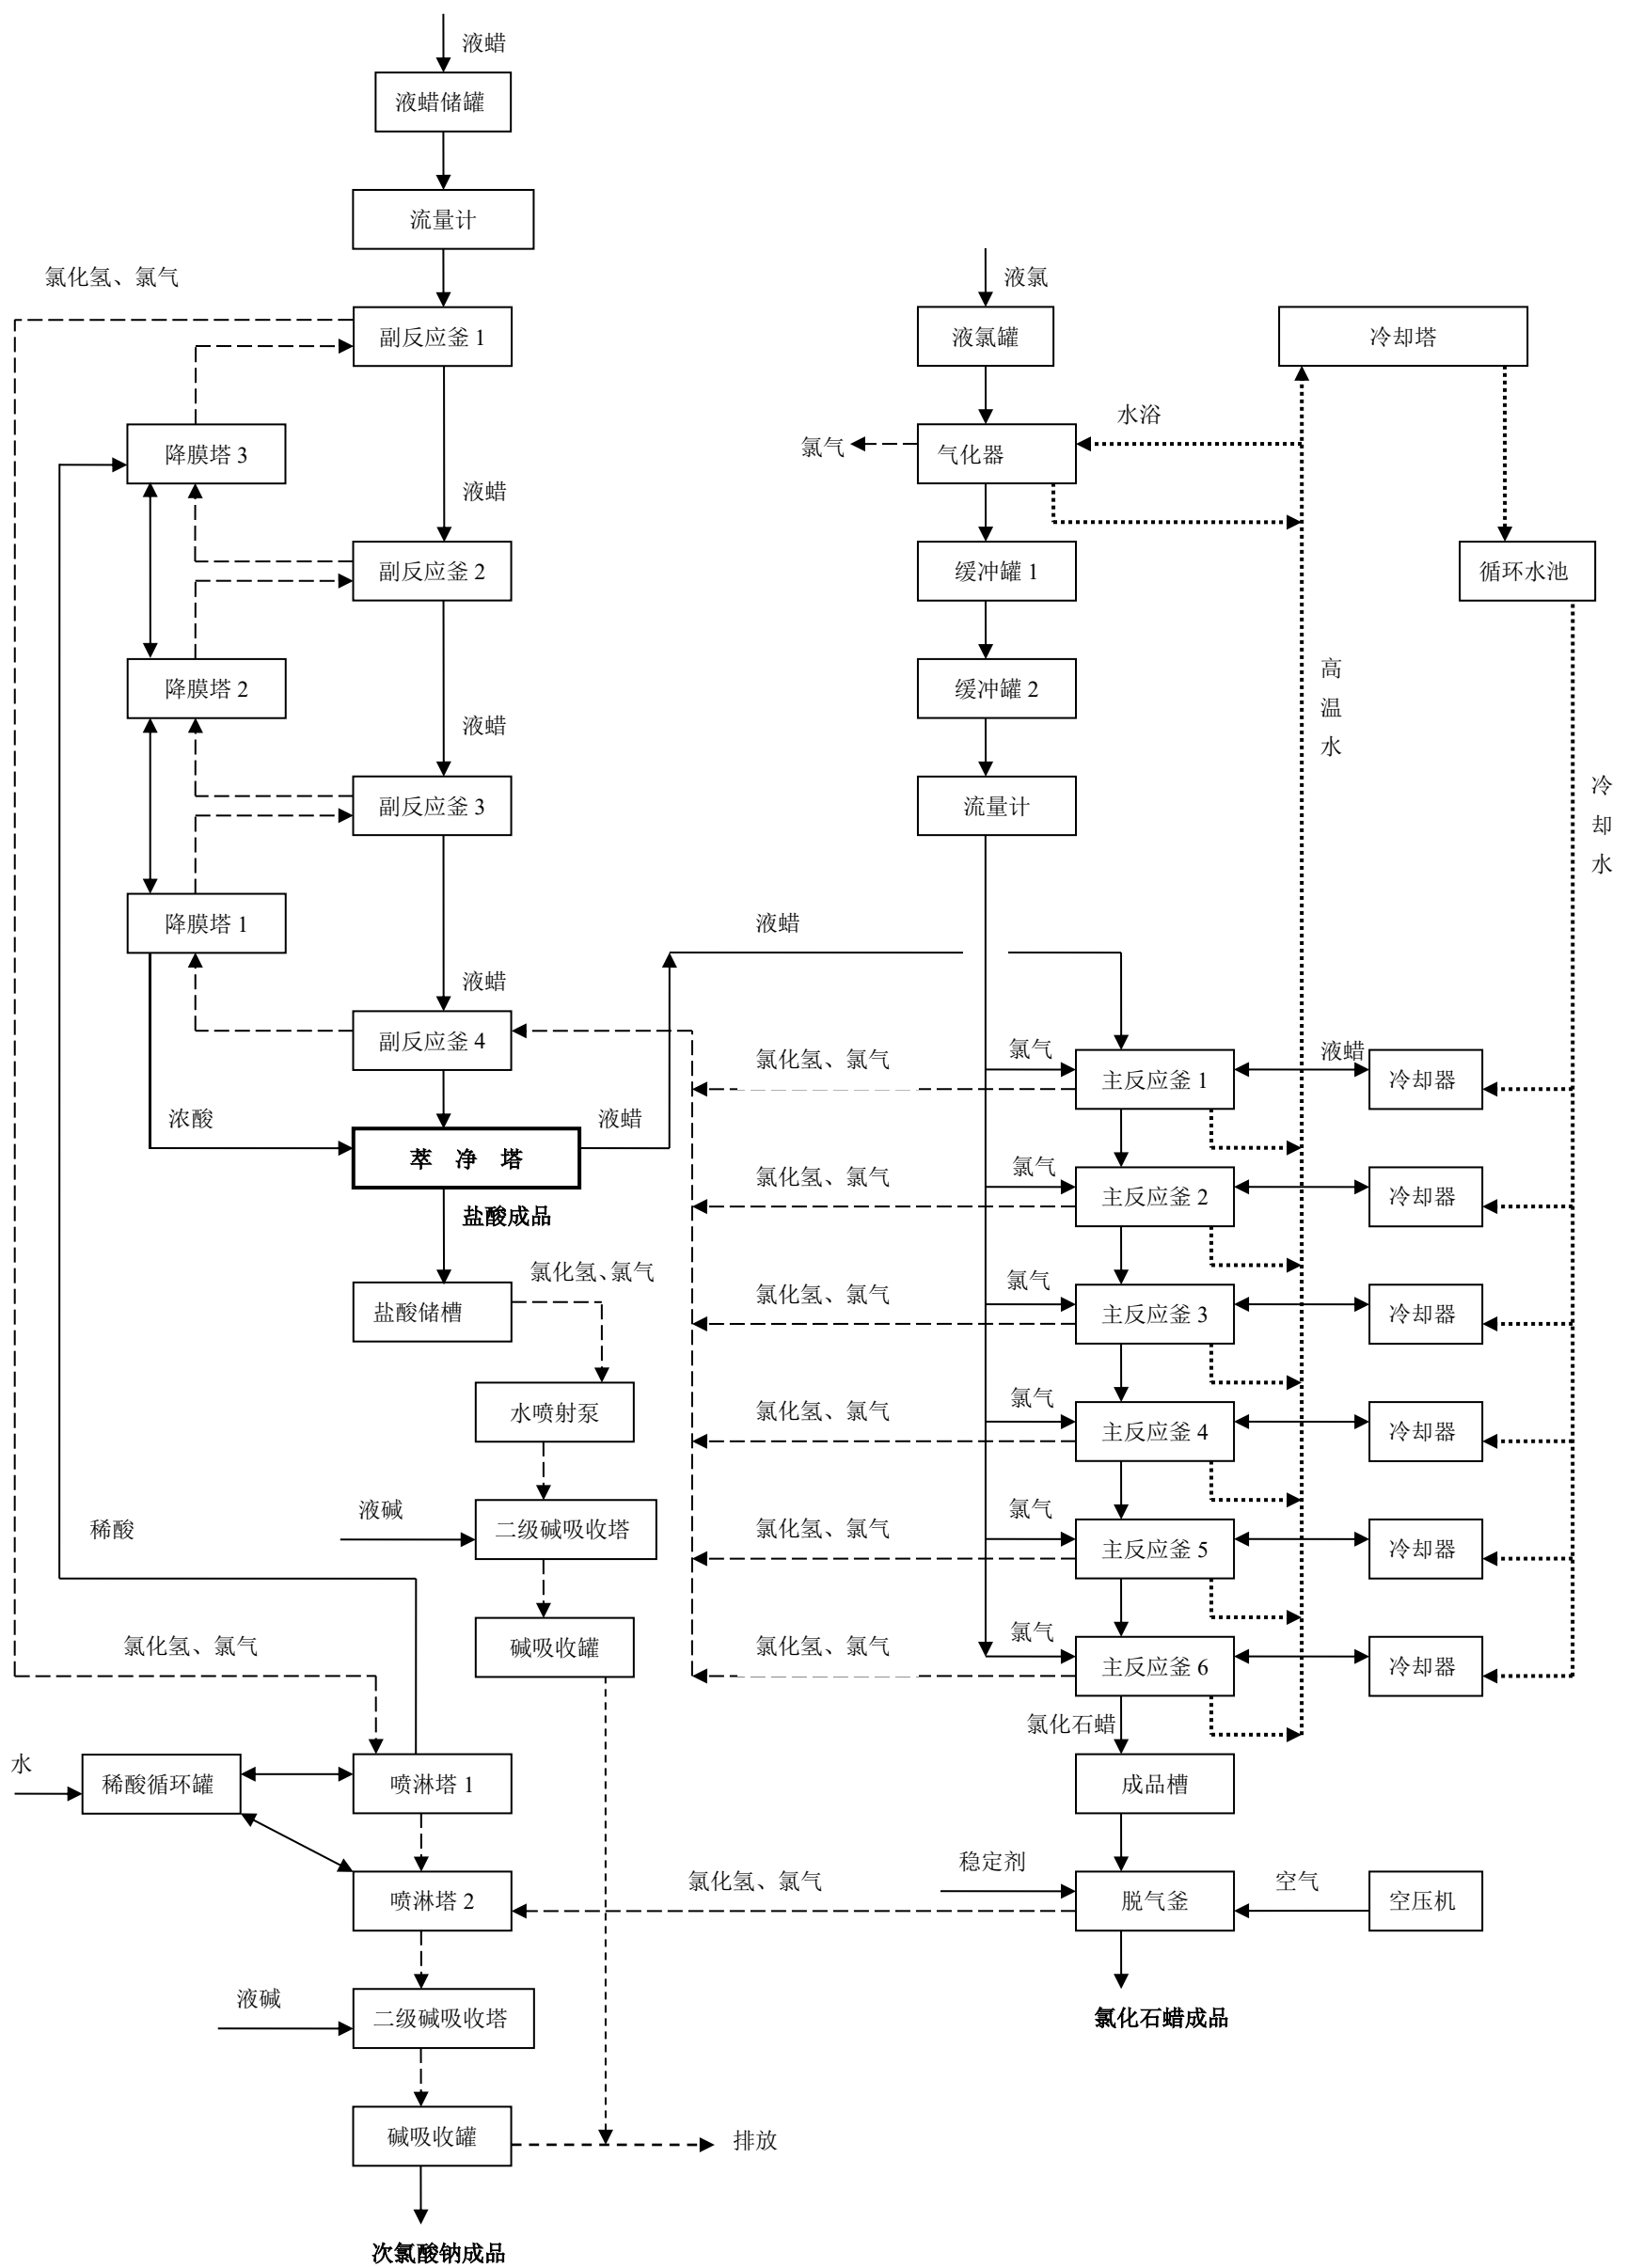 液蜡
液蜡储罐
流量计
氯化氢、氯气
液氯
副反应釜 1
液氯罐
冷却塔
水浴
降膜塔 3
氯气
气化器
液蜡
副反应釜 2
缓冲罐 1
循环水池
降膜塔 2
缓冲罐 2
高
温
水
液蜡
副反应釜 3
流量计
冷
却
水
降膜塔 1
液蜡
液蜡
副反应釜 4
氯化氢、氯气
氯气
液蜡
主反应釜 1
冷却器
浓酸
液蜡
萃 净 塔
氯化氢、氯气
氯气
主反应釜 2
冷却器
盐酸成品
氯化氢、氯气
盐酸储槽
氯化氢、氯气
氯气
主反应釜 3
冷却器
水喷射泵
氯化氢、氯气
氯气
主反应釜 4
冷却器
液碱
稀酸
二级碱吸收塔
氯化氢、氯气
氯气
主反应釜 5
冷却器
氯化氢、氯气
碱吸收罐
氯化氢、氯气
氯气
主反应釜 6
冷却器
氯化石蜡
水
稀酸循环罐
喷淋塔 1
成品槽
喷淋塔 2
氯化氢、氯气
稳定剂
脱气釜
空气
空压机
液碱
二级碱吸收塔
氯化石蜡成品
碱吸收罐
排放
次氯酸钠成品